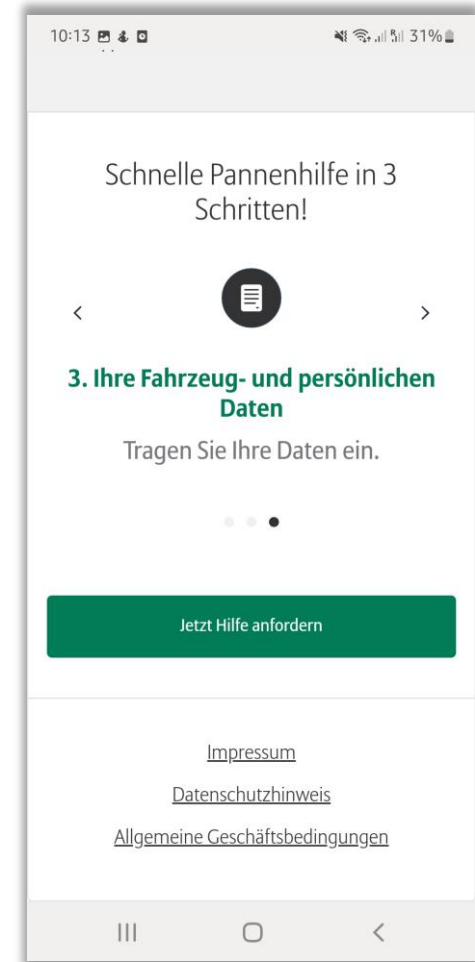 10:13
31%
Schnelle Pannenhilfe in 3
Schritten!
3. Ihre Fahrzeug- und persönlichen
Daten
Tragen Sie Ihre Daten ein.
Jetzt Hilfe anfordern
Impressum
Datenschutzhinweis
Allgemeine Geschäftsbedingungen